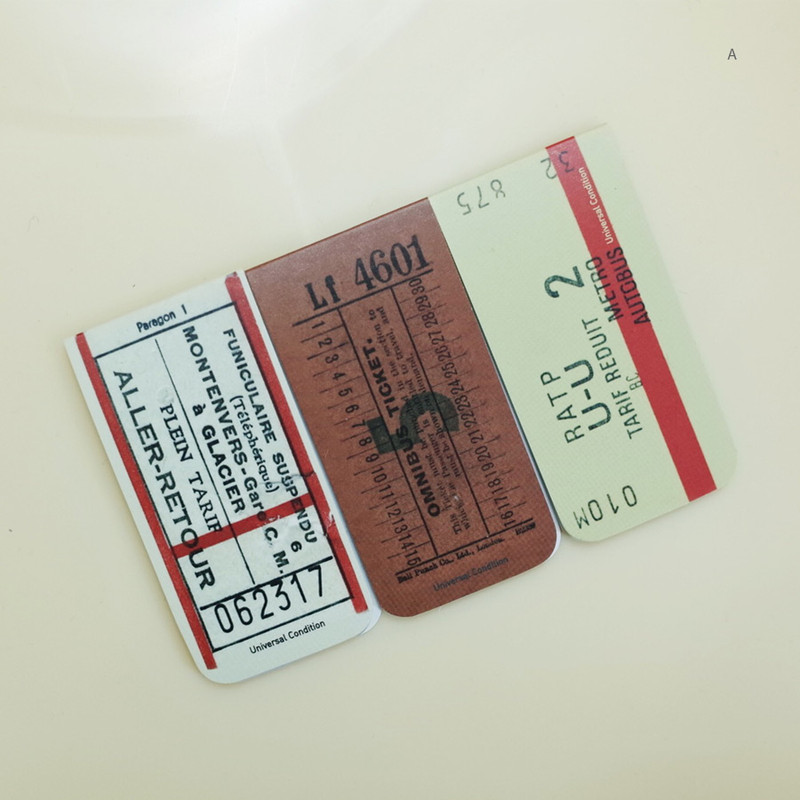 A
Paragon 1
FUNICULAIRE SUSPENDU
(Téléphérique) 6
MONTENVERS-Gare C. M.
à GLACIER
PLEIN TARIF
ALLER-RETOUR
062317
Universal Condition
Lf 4601
1 2 3 4 5 6 7 8 9 10 11 12 13 14 15
OMNIBUS TICKET.
5
16 17 18 19 20 21 22 23 24 25 26 27 28 29 30
Bell Punch Co., Ltd., London.
Universal Condition
875
32
Universal Condition
RATP
U-U 2
TARIF REDUIT METRO
AUTOBUS
010M